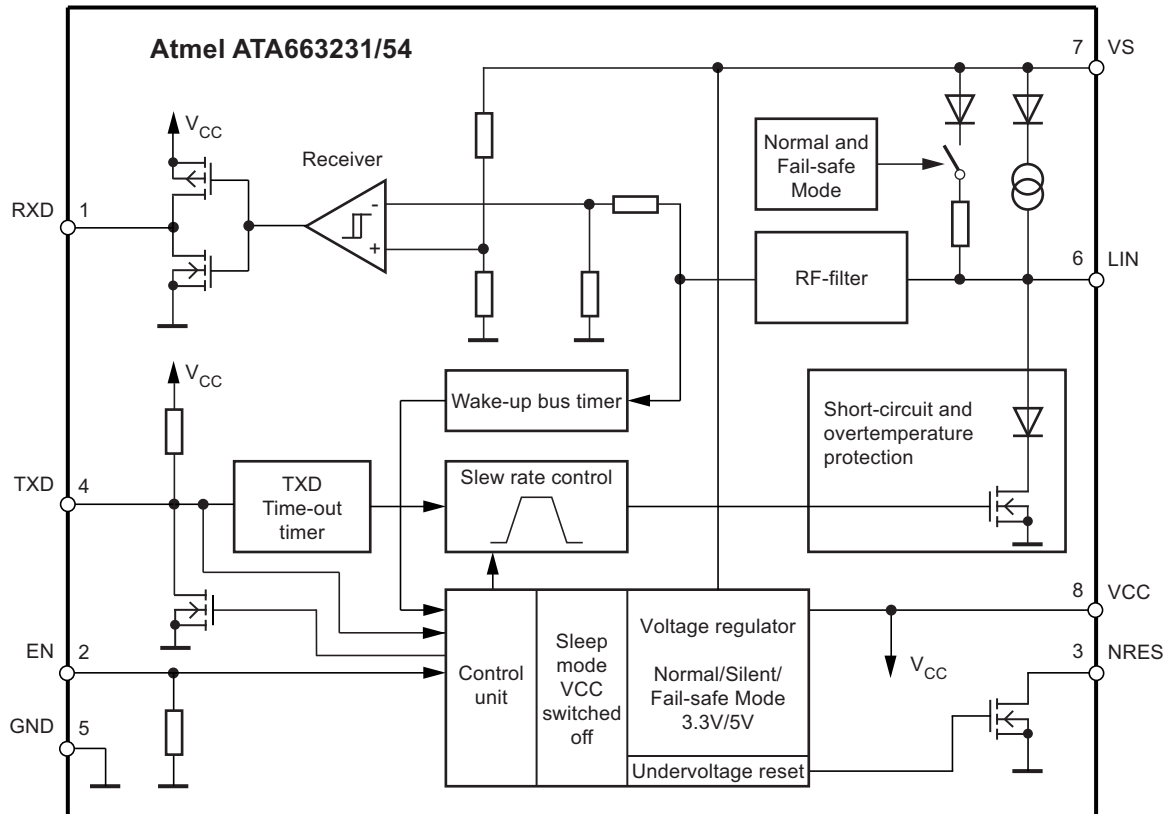 Atmel ATA663231/54
7 VS
VCC
Receiver
Normal and
Fail-safe
Mode
RXD 1
-
+
RF-filter
6 LIN
VCC
Wake-up bus timer
Short-circuit and
overtemperature
protection
TXD 4
TXD
Time-out
timer
Slew rate control
8 VCC
EN 2
Control
unit
Sleep
mode
VCC
switched
off
Voltage regulator
Normal/Silent/
Fail-safe Mode
3.3V/5V
VCC
3 NRES
GND 5
Undervoltage reset